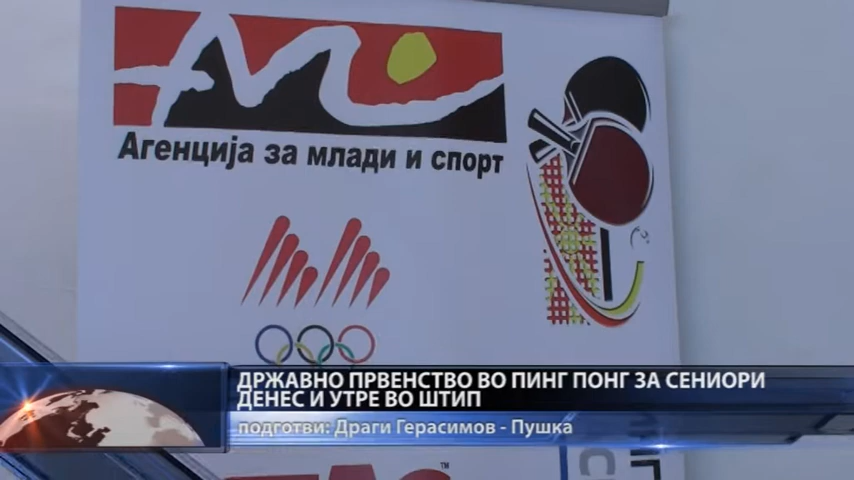 Агенција за млади и спорт
ДРЖАВНО ПРВЕНСТВО ВО ПИНГ ПОНГ ЗА СЕНИОРИ
ДЕНЕС И УТРЕ ВО ШТИП
подготви: Драги Герасимов - Пушка